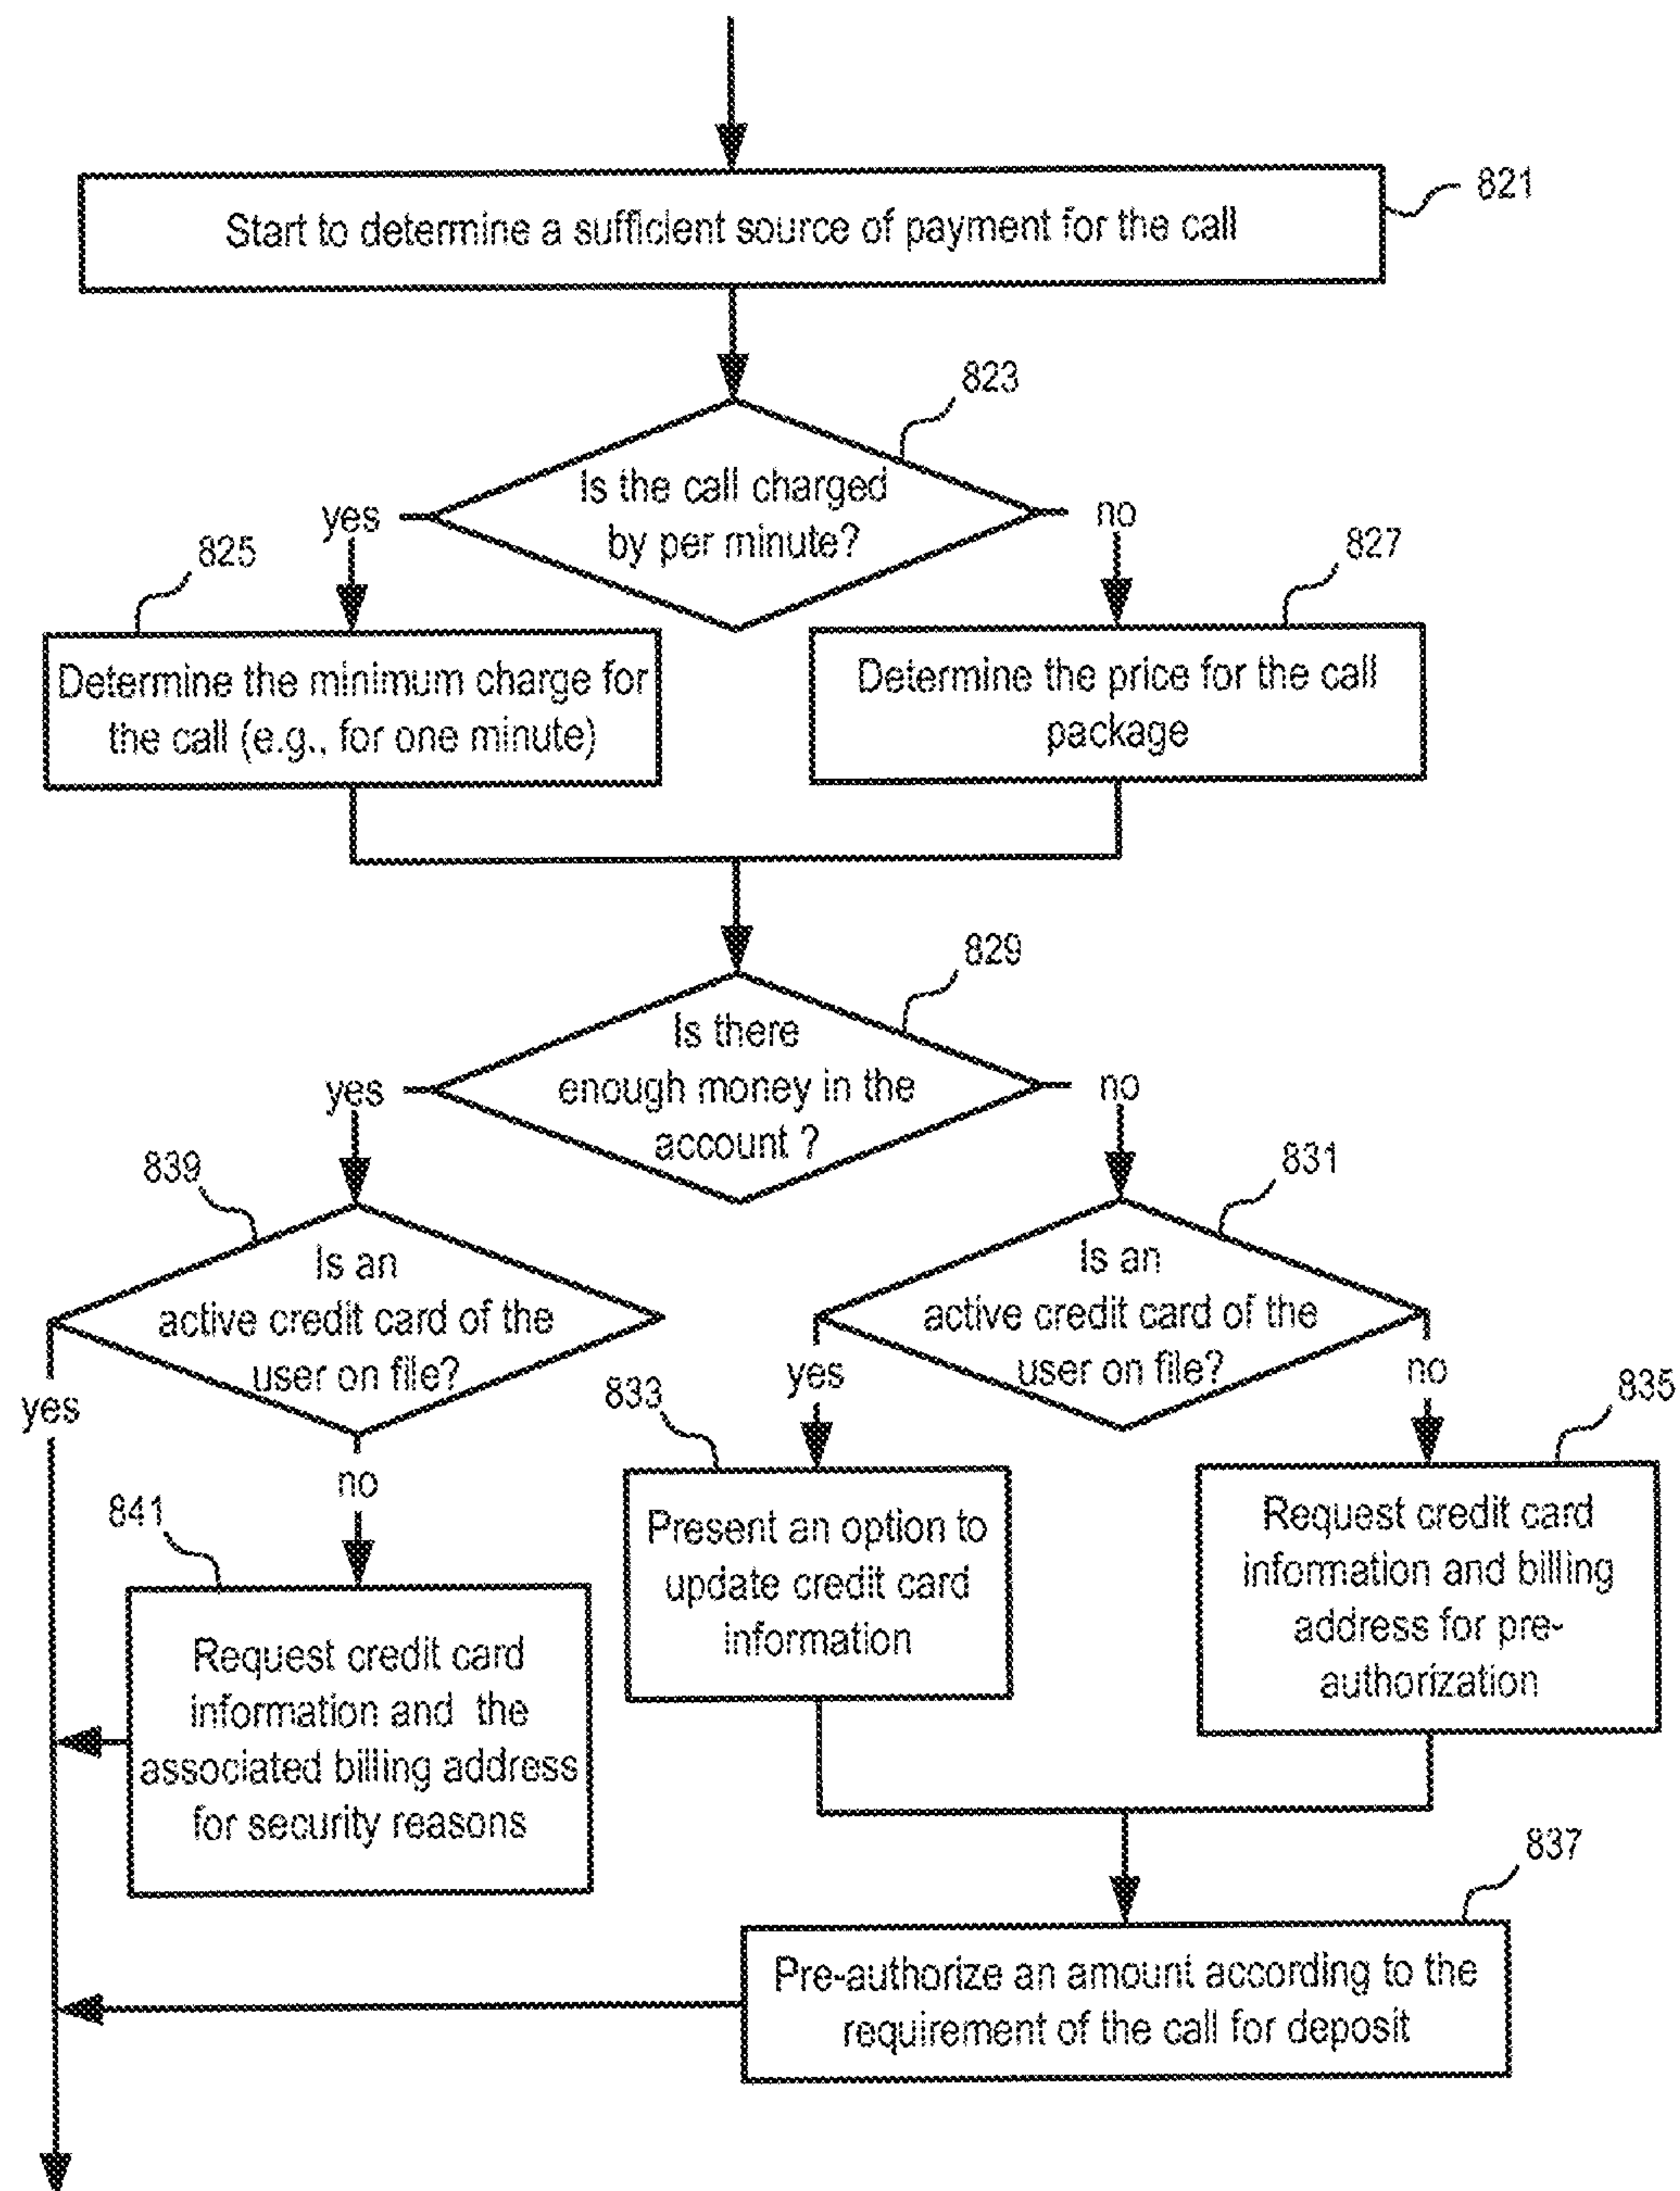 Start to determine a sufficient source of payment for the call
821
823
Is the call charged
by per minute?
yes
no
825
827
Determine the minimum charge for
the call (e.g., for one minute)
Determine the price for the call
package
829
Is there
enough money in the
account ?
yes
no
839
831
Is an
active credit card of the
user on file?
Is an
active credit card of the
user on file?
yes
no
yes
no
833
835
841
Present an option to
update credit card
information
Request credit card
information and billing
address for pre-
authorization
Request credit card
information and the
associated billing address
for security reasons
837
Pre-authorize an amount according to the
requirement of the call for deposit